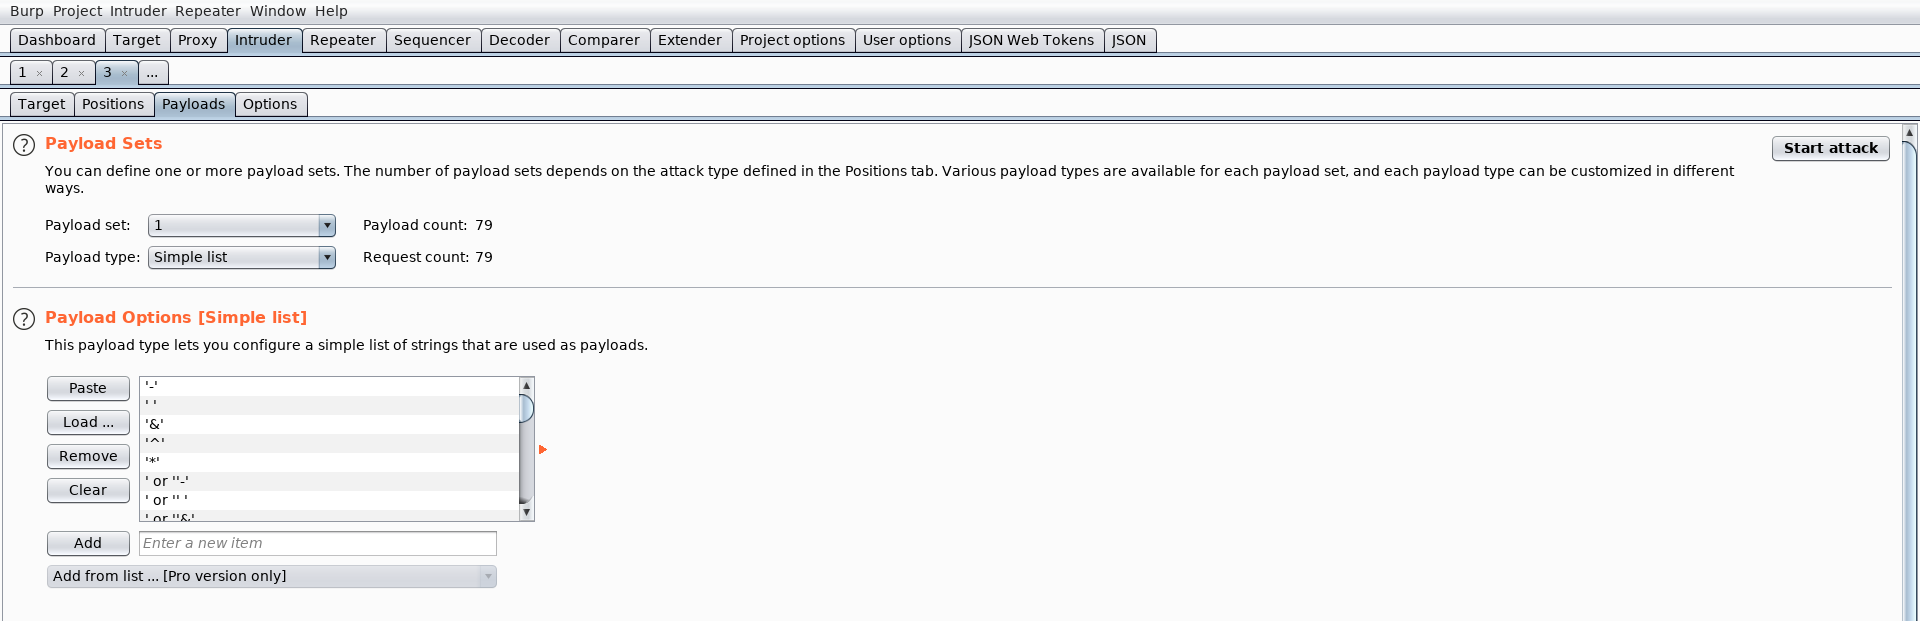 Burp Project Intruder Repeater Window Help
Dashboard Target Proxy Intruder Repeater Sequencer Decoder Comparer Extender Project options User options JSON Web Tokens JSON
1 × 2 × 3 × ...
Target Positions Payloads Options
? Payload Sets
Start attack
You can define one or more payload sets. The number of payload sets depends on the attack type defined in the Positions tab. Various payload types are available for each payload set, and each payload type can be customized in different
ways.
Payload set: 1 Payload count: 79
Payload type: Simple list Request count: 79
? Payload Options [Simple list]
This payload type lets you configure a simple list of strings that are used as payloads.
Paste
Load ...
Remove
Clear
'-'
' '
'&'
'^'
'*'
' or ''-'
' or '' '
' or ''&'
Add Enter a new item
Add from list ... [Pro version only]